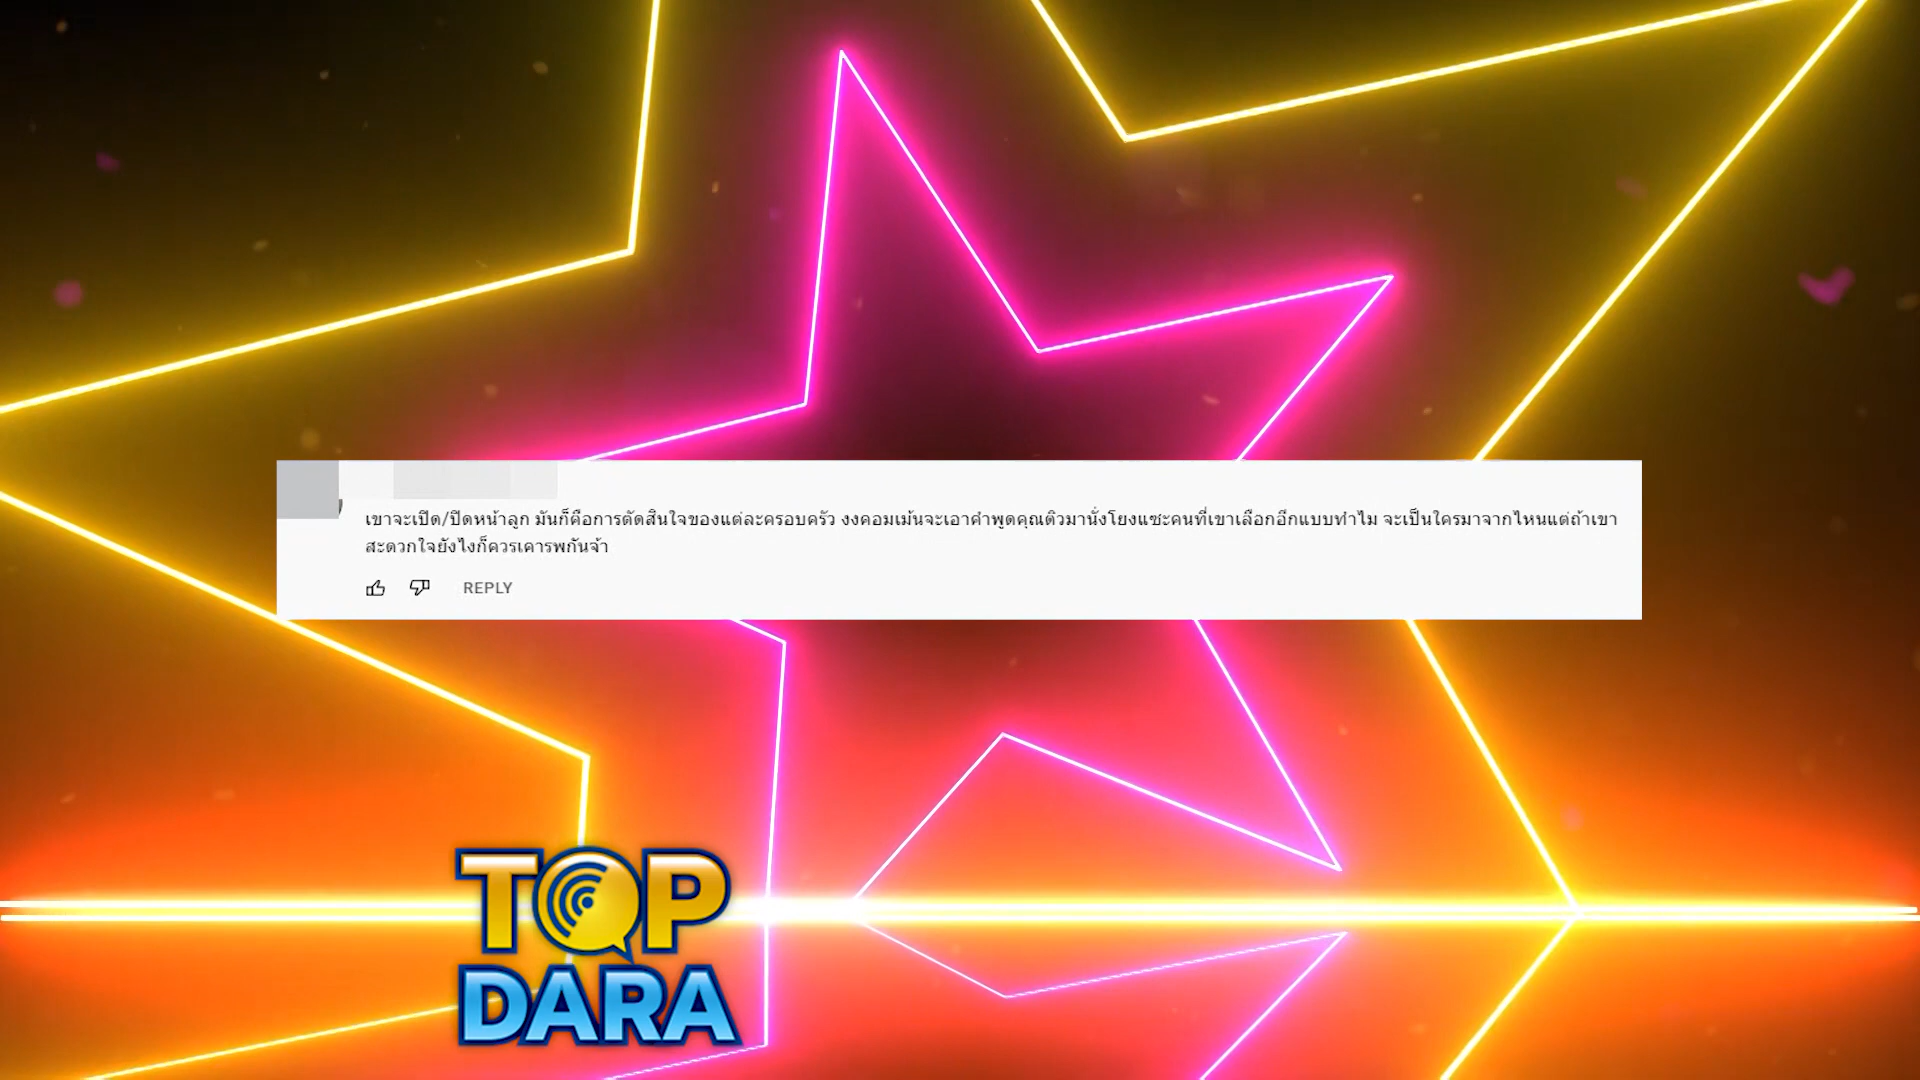 เขาจะเปิด/ปิดหน้าลูก มันก็คือการตัดสินใจของแต่ละครอบครัว งงคอมเม้นจะเอาคำพูดคุณติวมานั่งโยงแซะคนที่เขาเลือกอีกแบบทำไม จะเป็นใครมาจากไหนแต่ถ้าเขา
สะดวกใจยังไงก็ควรเคารพกันจ้า
REPLY
TOP
DARA